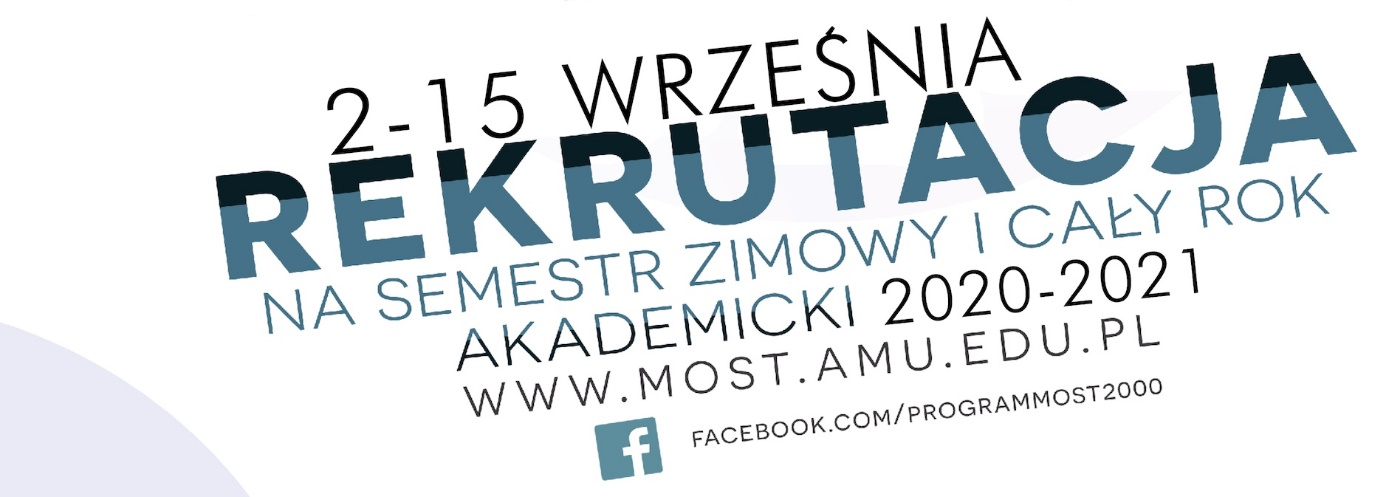 2-15 WRZEŚNIA
REKRUTACJA
NA SEMESTR ZIMOWY I CAŁY ROK
AKADEMICKI 2020-2021
WWW.MOST.AMU.EDU.PL
f FACEBOOK.COM/PROGRAMMOST2000